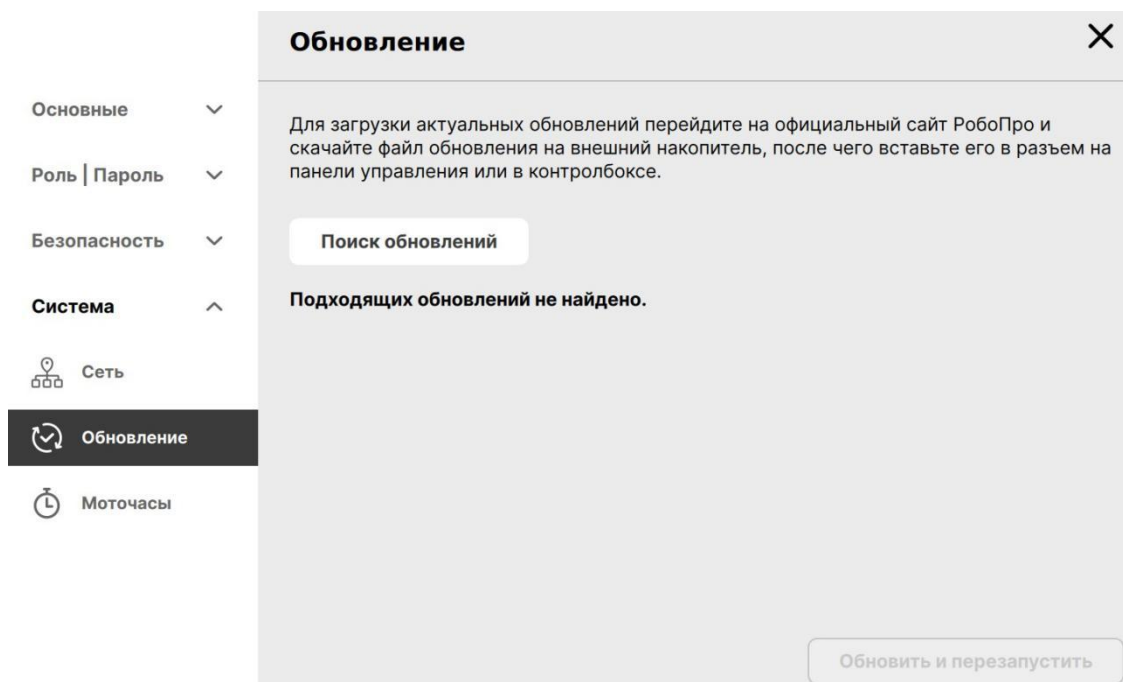 Обновление
Основные
Роль | Пароль
Безопасность
Система
Сеть
Обновление
Моточасы
Для загрузки актуальных обновлений перейдите на официальный сайт РобоПро и
скачайте файл обновления на внешний накопитель, после чего вставьте его в разъем на
панели управления или в контролбоксе.
Поиск обновлений
Подходящих обновлений не найдено.
Обновить и перезапустить